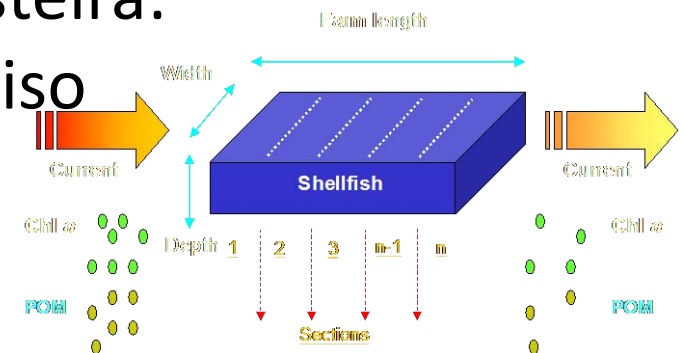 steira.
iso
Farm length
Width
Current
Shellfish
Current
Chl a
Depth
1 2 3 n-1 n
Chl a
POM
POM
Sections